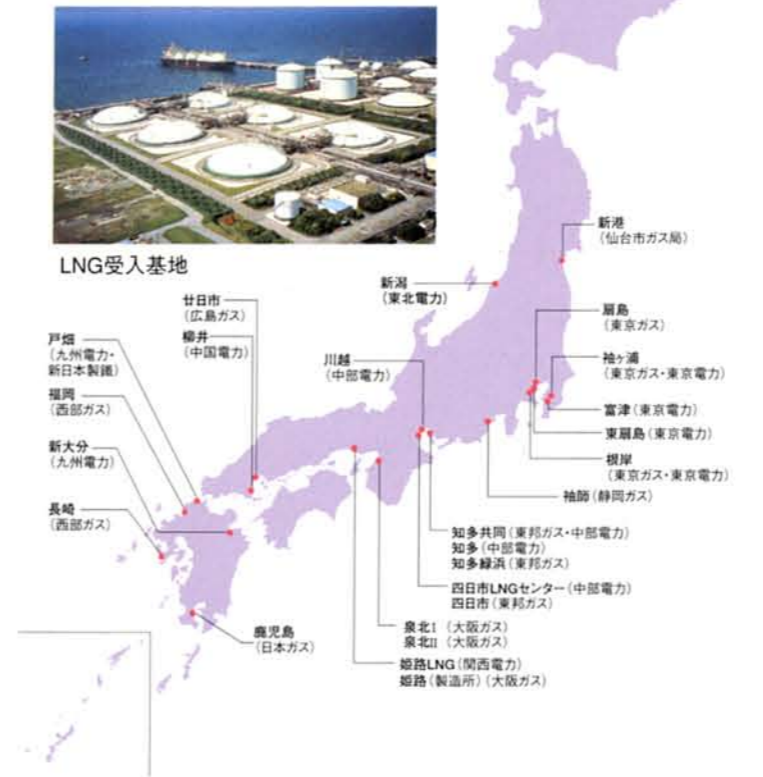 LNG受入基地
新港
(仙台市ガス局)
新潟
(東北電力)
廿日市
(広島ガス)
柳井
(中国電力)
戸畑
(九州電力・
新日本製鐵)
福岡
(西部ガス)
新大分
(九州電力)
長崎
(西部ガス)
川越
(中部電力)
扇島
(東京ガス)
袖ヶ浦
(東京ガス・東京電力)
富津(東京電力)
東扇島(東京電力)
根岸
(東京ガス・東京電力)
袖師(静岡ガス)
知多共同(東邦ガス・中部電力)
知多(中部電力)
知多緑浜(東邦ガス)
四日市LNGセンター(中部電力)
四日市(東邦ガス)
泉北I(大阪ガス)
泉北II(大阪ガス)
姫路LNG(関西電力)
姫路(製造所)(大阪ガス)
鹿児島
(日本ガス)